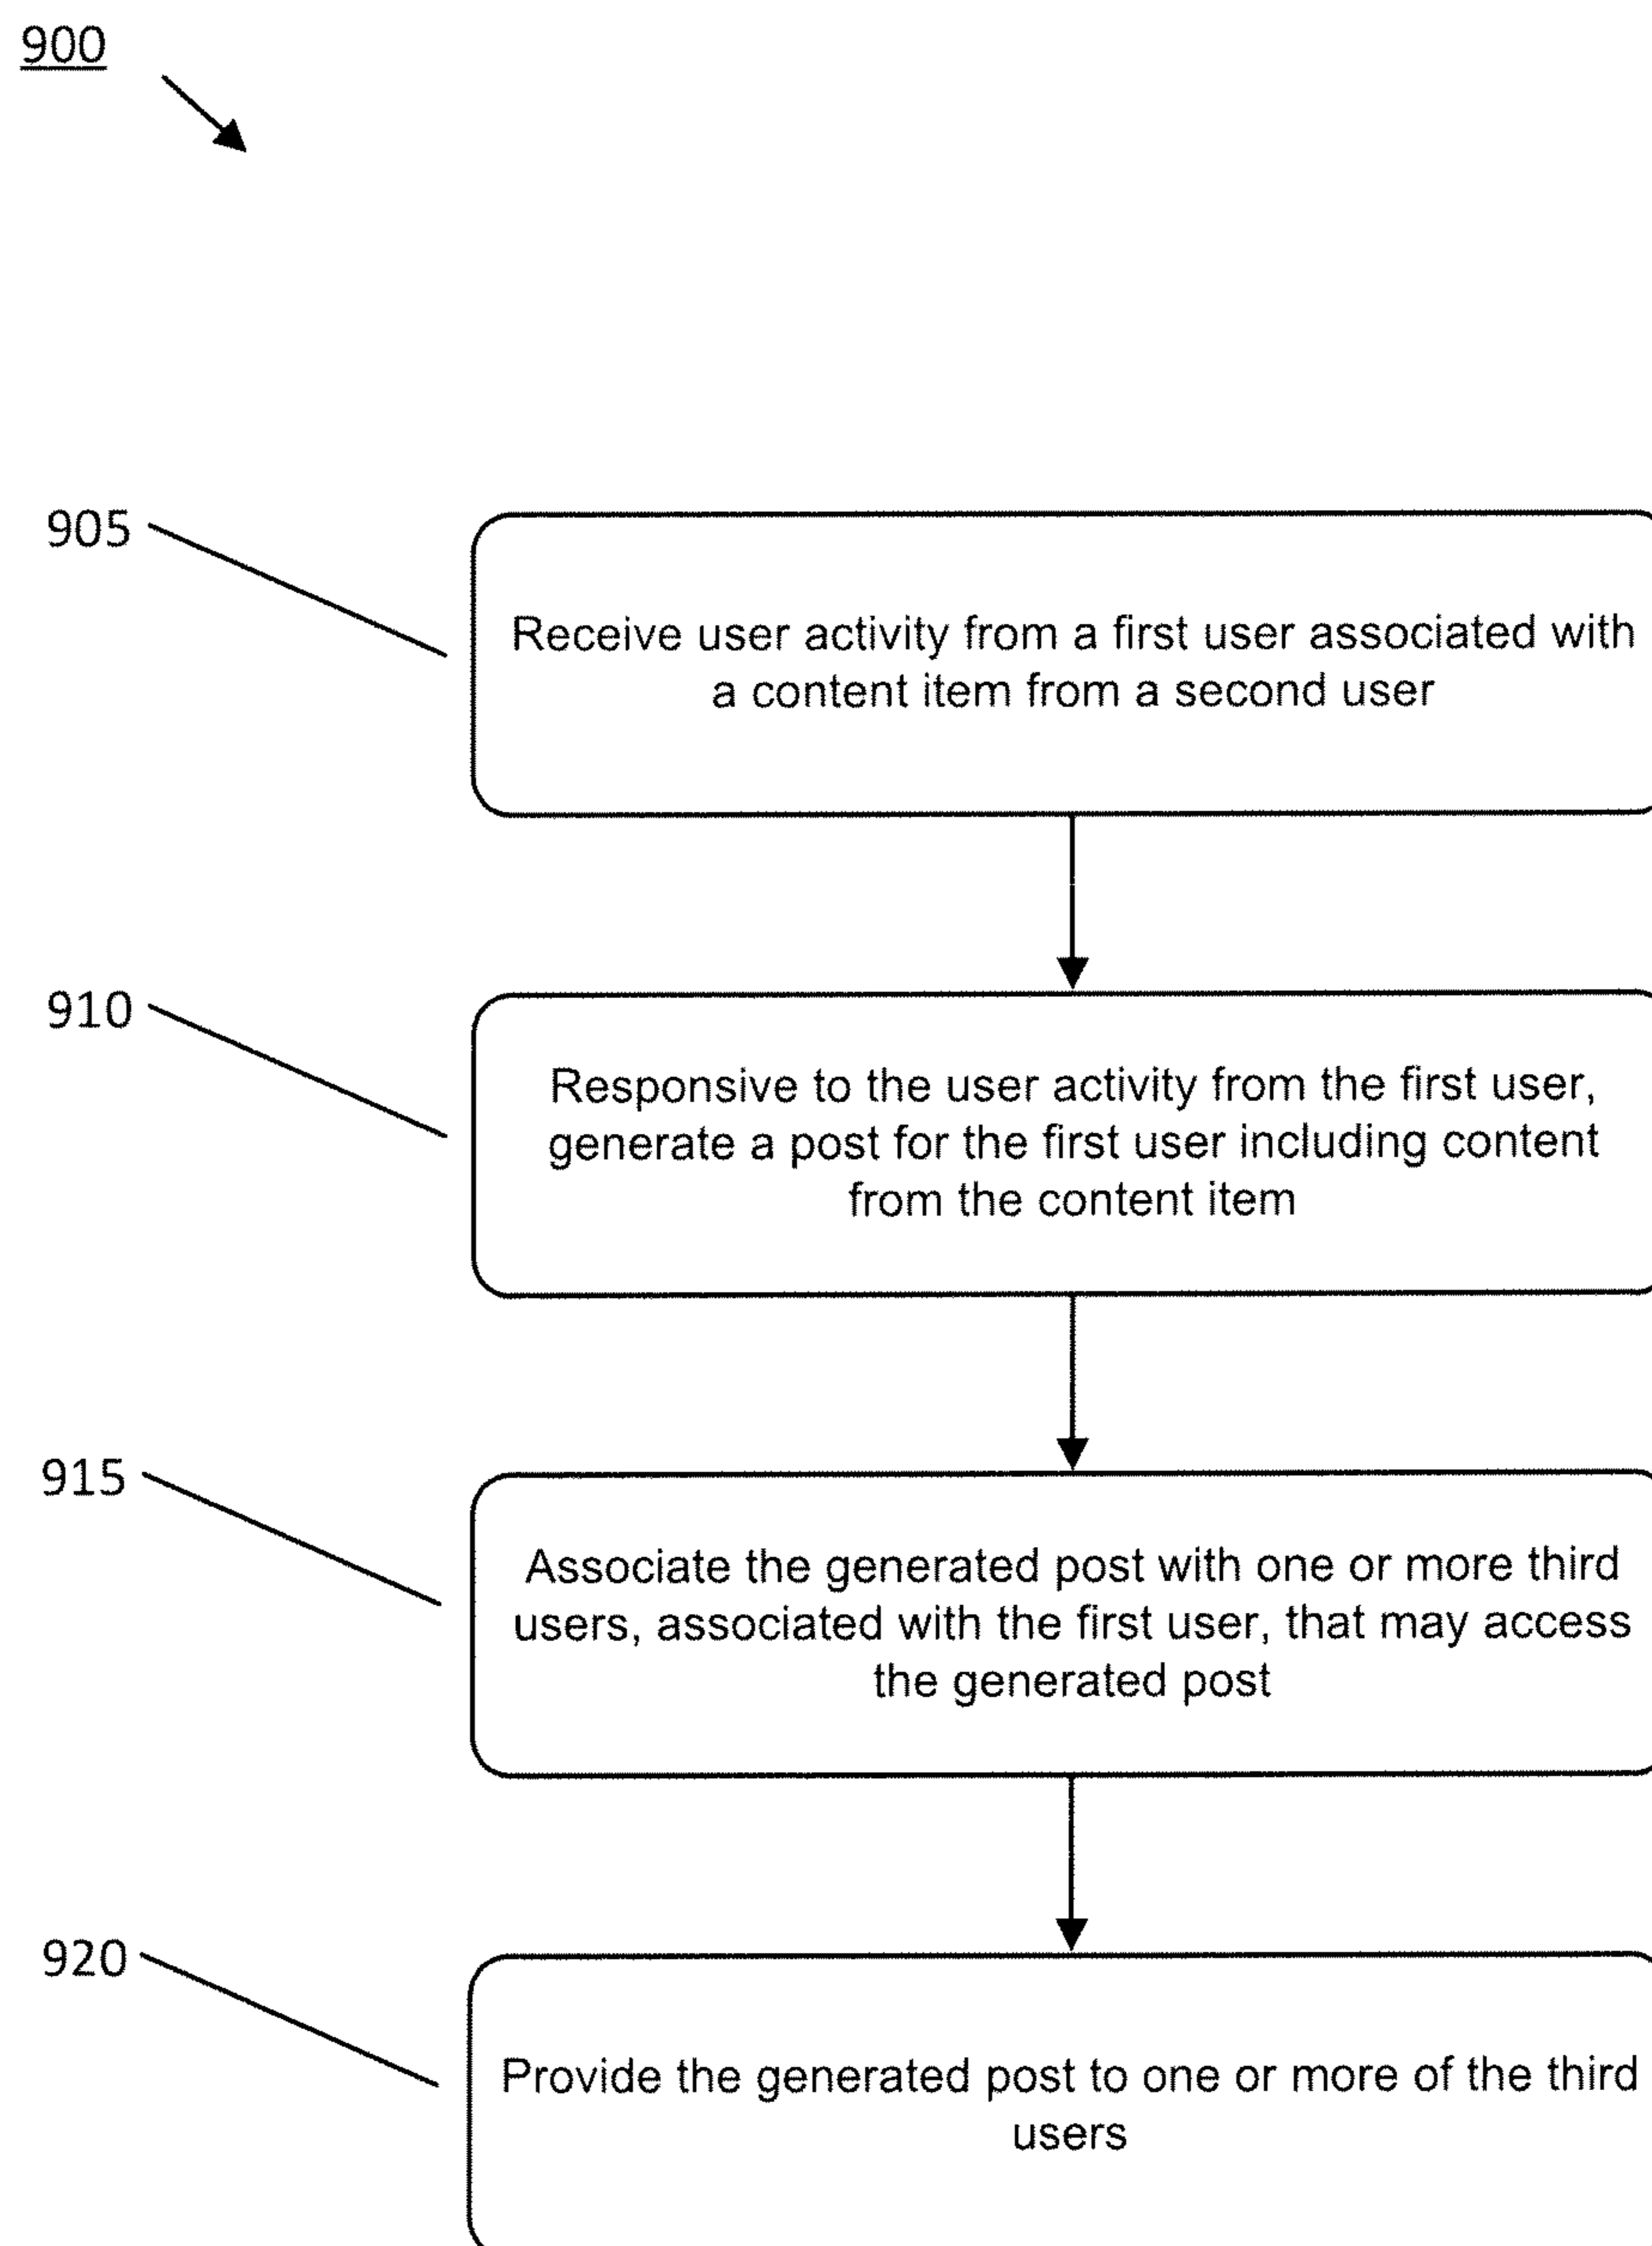 900
905
Receive user activity from a first user associated with
a content item from a second user
910
Responsive to the user activity from the first user,
generate a post for the first user including content
from the content item
915
Associate the generated post with one or more third
users, associated with the first user, that may access
the generated post
920
Provide the generated post to one or more of the third
users